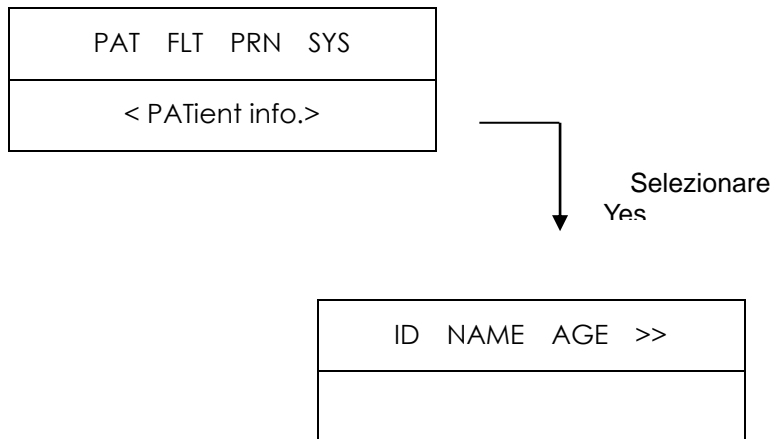 PAT FLT PRN SYS
< PATient info.>
Selezionare
Yes
ID NAME AGE >>